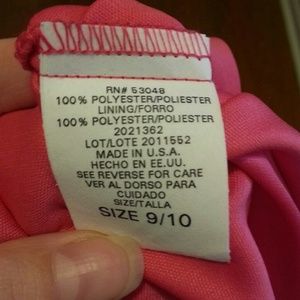 RN# 53048
100% POLYESTER/POLIESTER
LINING/FORRO
100% POLYESTER/POLIESTER
2021362
LOT/LOTE 2011552
MADE IN U.S.A.
HECHO EN EE.UU.
SEE REVERSE FOR CARE
VER AL DORSO PARA
CUIDADO
SIZE/TALLA
SIZE 9/10